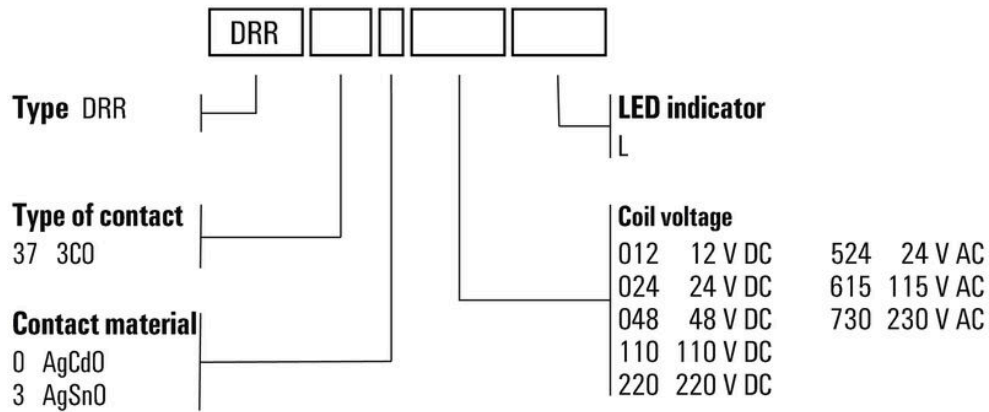 DRR
Type DRR
LED indicator
L
Type of contact
37 3CO
Coil voltage
012 12 V DC 524 24 V AC
024 24 V DC 615 115 V AC
048 48 V DC 730 230 V AC
110 110 V DC
220 220 V DC
Contact material
0 AgCdO
3 AgSnO